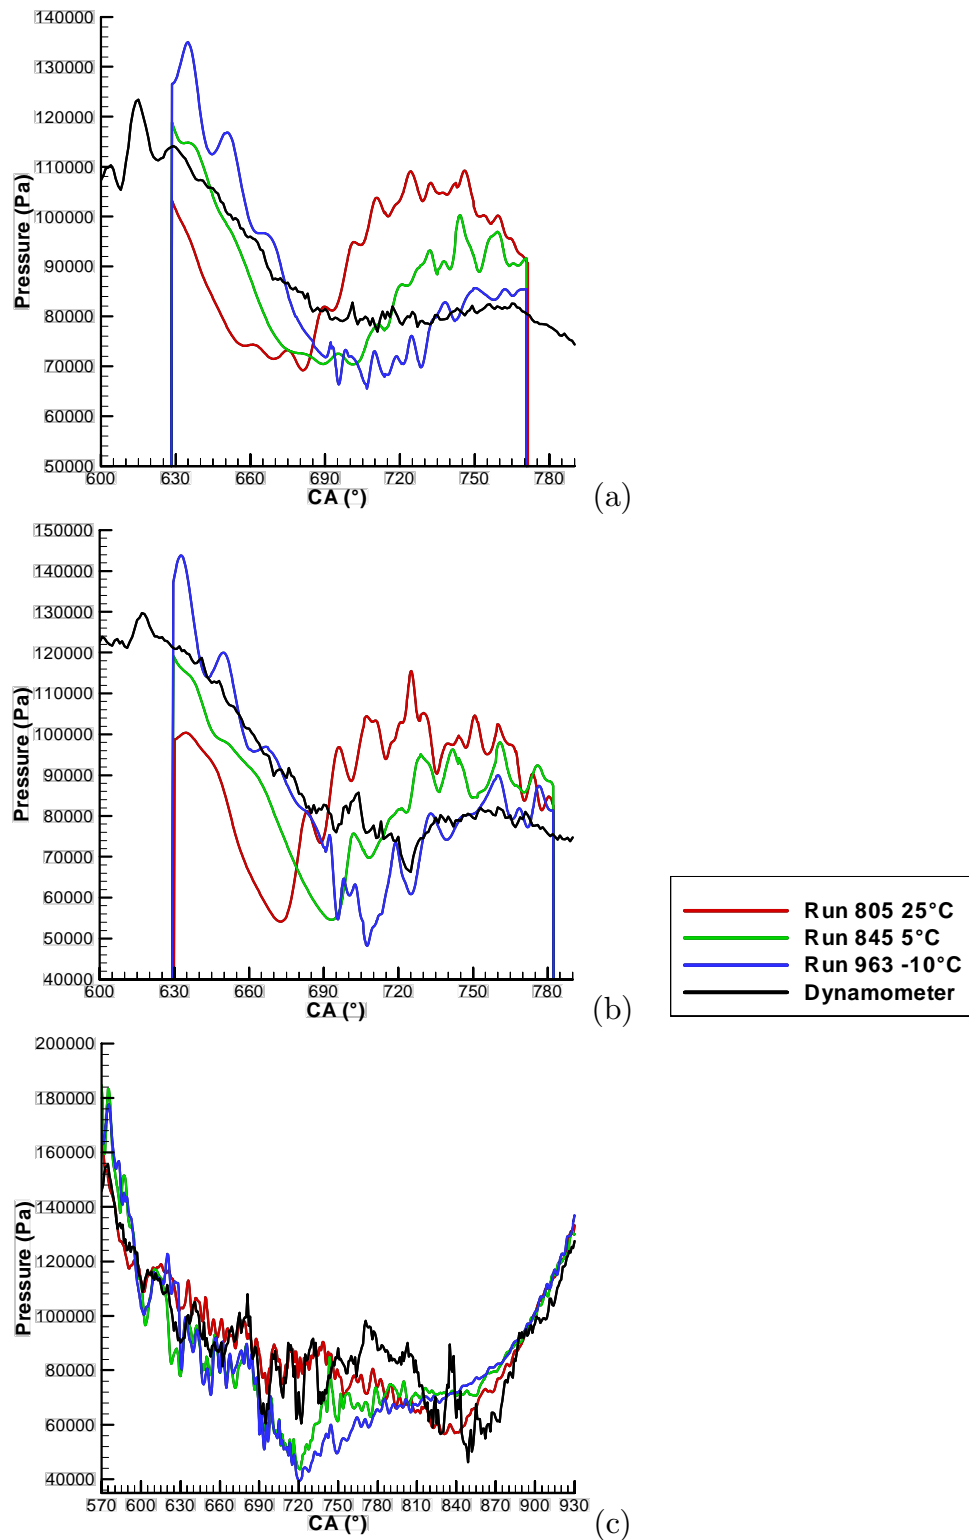 140000
130000
120000
110000
100000
90000
80000
70000
60000
50000
Pressure (Pa)
600 630 660 690 720 750 780
CA (°)
(a)
150000
140000
130000
120000
110000
100000
90000
80000
70000
60000
50000
40000
Pressure (Pa)
600 630 660 690 720 750 780
CA (°)
(b)
Run 805 25°C
Run 845 5°C
Run 963 -10°C
Dynamometer
200000
180000
160000
140000
120000
100000
80000
60000
40000
Pressure (Pa)
570 600 630 660 690 720 750 780 810 840 870 900 930
CA (°)
(c)